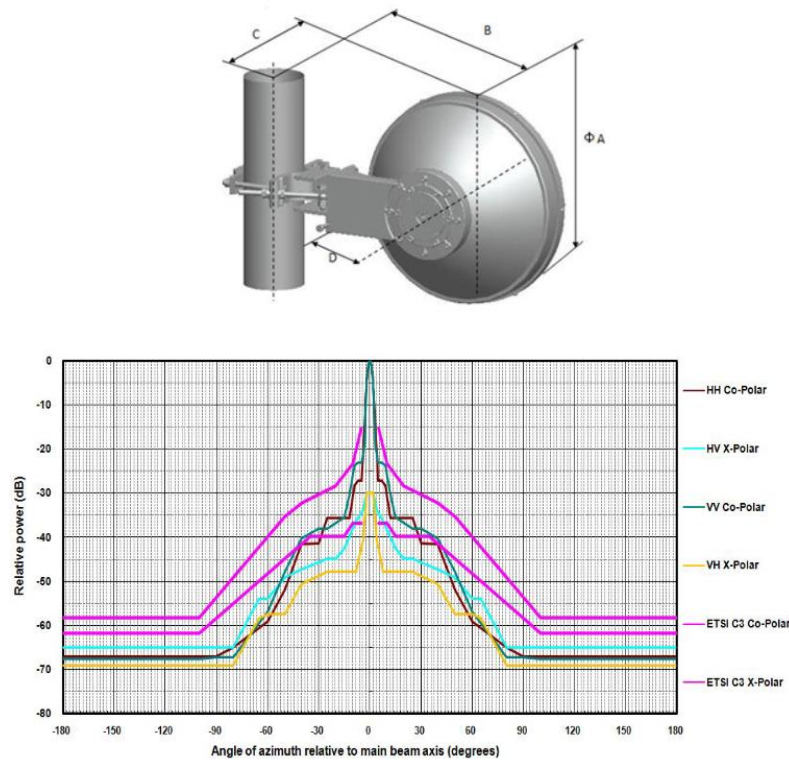 C
B
Φ A
D
0
-10
-20
-30
-40
-50
-60
-70
-80
Relative power (dB)
-180 -150 -120 -90 -60 -30 0 30 60 90 120 150 180
Angle of azimuth relative to main beam axis (degrees)
HH Co-Polar
HV X-Polar
VV Co-Polar
VH X-Polar
ETSI C3 Co-Polar
ETSI C3 X-Polar